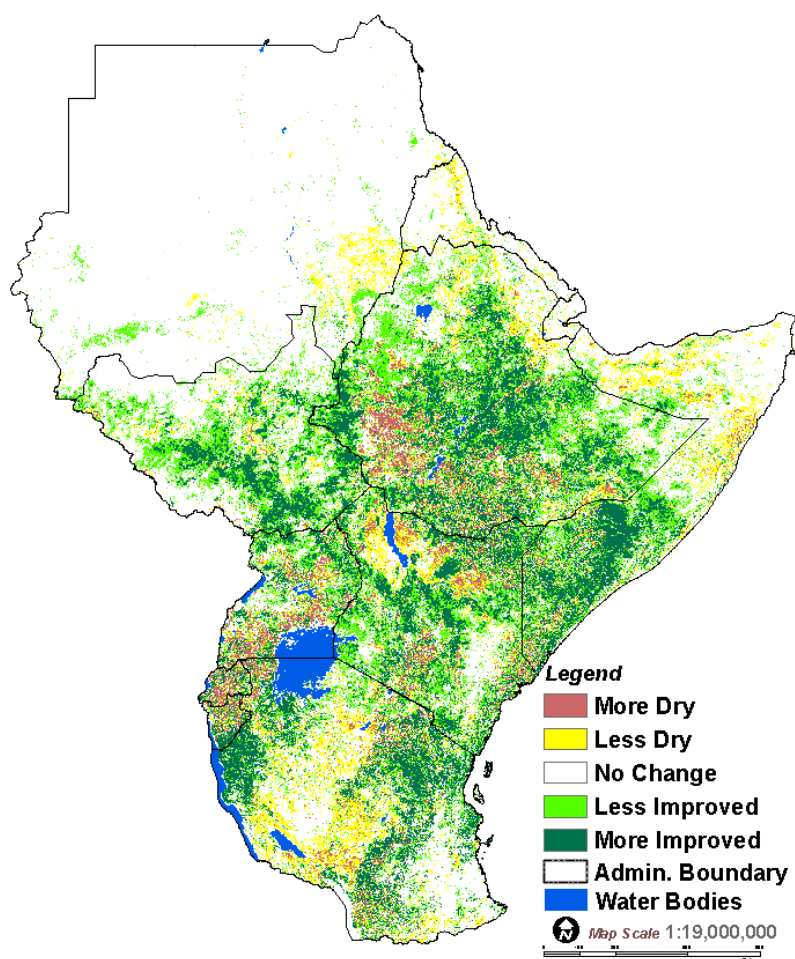 Legend
More Dry
Less Dry
No Change
Less Improved
More Improved
Admin. Boundary
Water Bodies
N
Map Scale 1:19,000,000